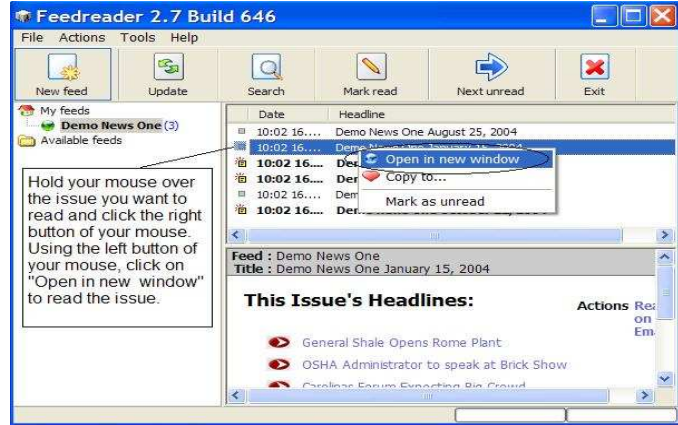 Feedreader 2.7 Build 646
File Actions Tools Help
New feed Update Search Mark read Next unread Exit
My feeds
Demo News One (3)
Available feeds
Date Headline
10:02 16.... Demo News One August 25, 2004
10:02 16....
10:02 16....
10:02 16....
10:02 16....
Open in new window
Copy to...
Mark as unread
Hold your mouse over
the issue you want to
read and click the right
button of your mouse.
Using the left button of
your mouse, click on
"Open in new window"
to read the issue.
Feed : Demo News One
Title : Demo News One January 15, 2004
This Issue's Headlines:
Actions
on
General Shale Opens Rome Plant
OSHA Administrator to speak at Brick Show
Carolinas Forum Expecting Big Crowd